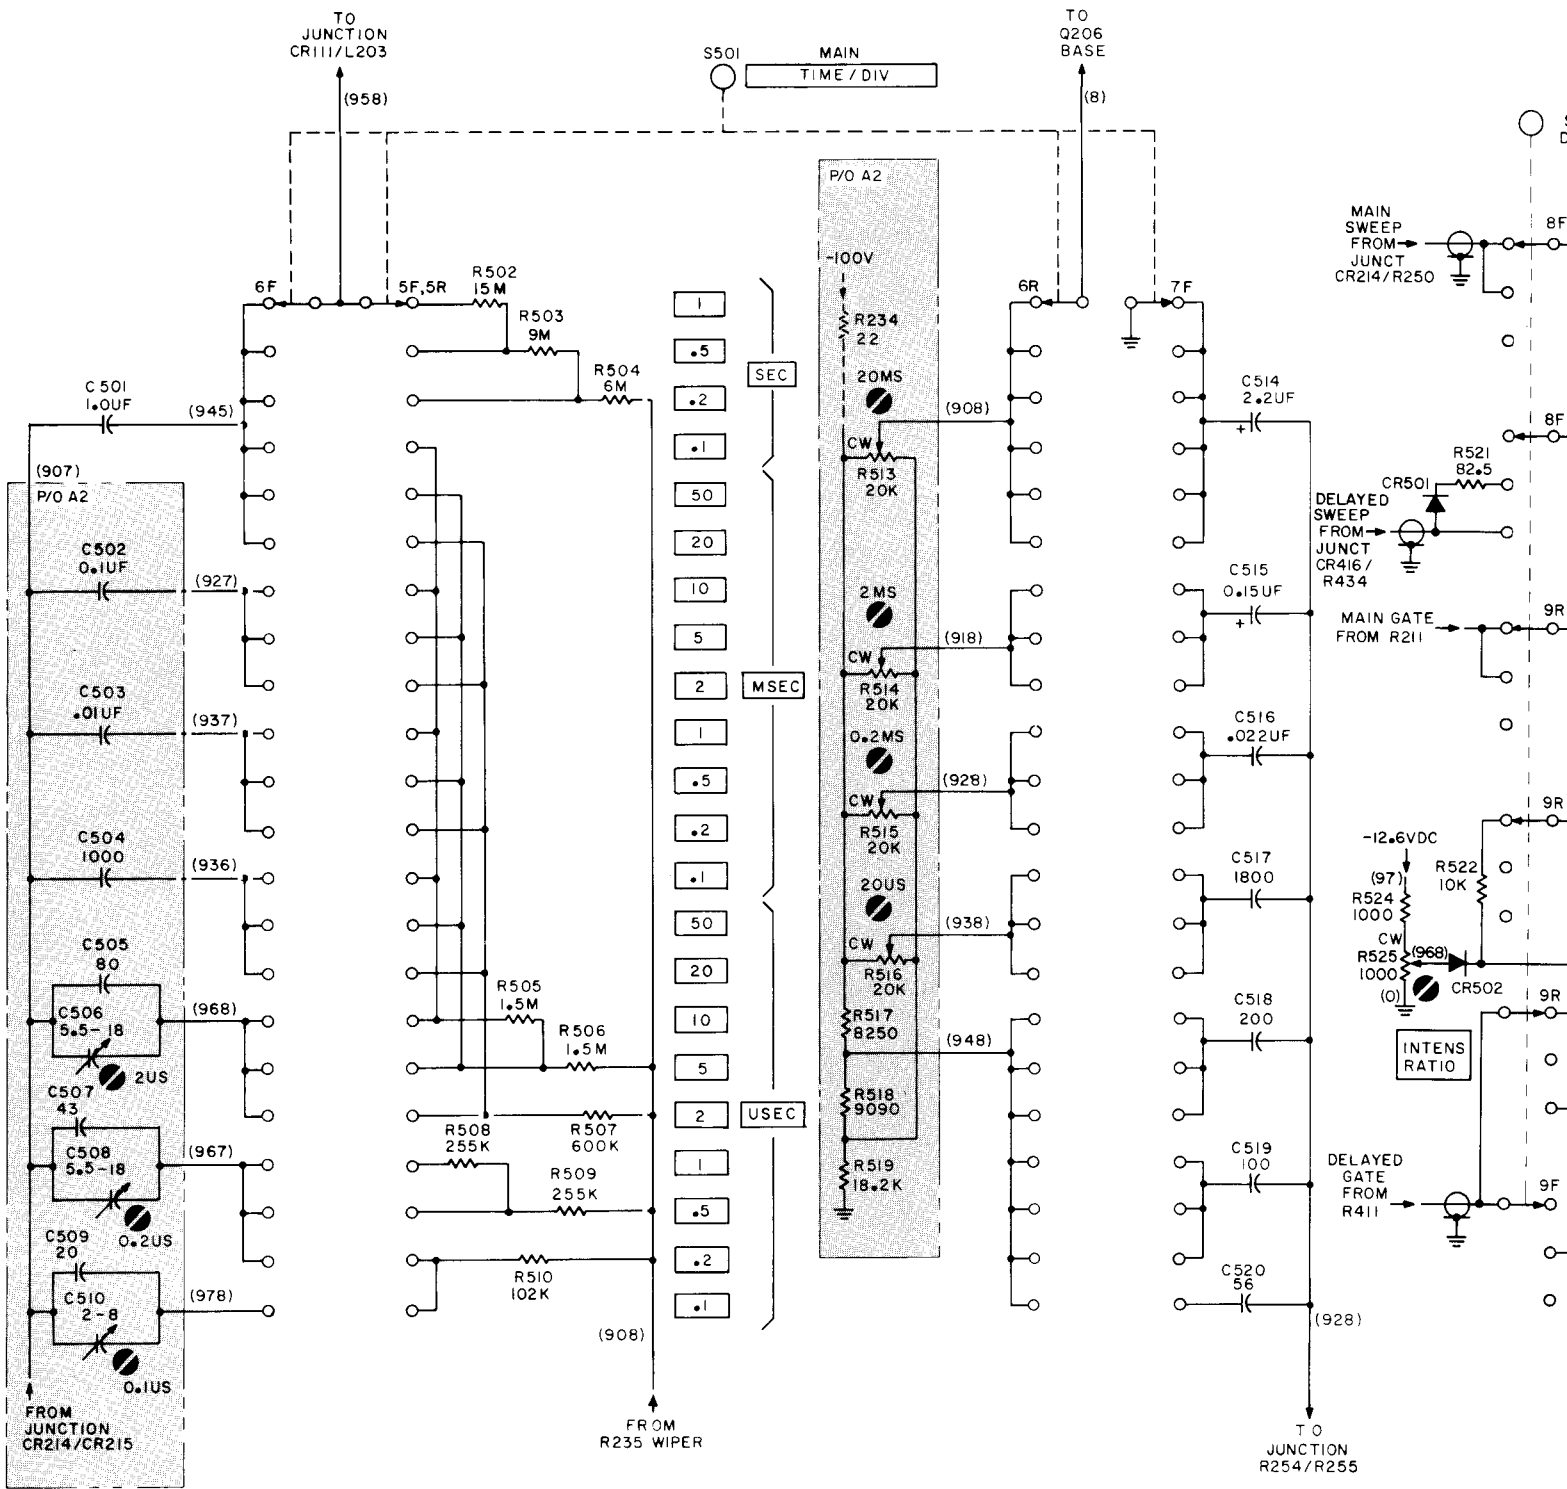 TO
JUNCTION
CR111/L203
(958)
S501
MAIN
TIME/DIV
TO
Q206
BASE
(8)
P/O A2
-100V
R234
22
20MS
CW
R513
20K
(908)
2MS
CW
R514
20K
(918)
0.2MS
CW
R515
20K
(928)
20US
CW
R516
20K
(938)
R517
8250
(948)
R518
9090
R519
18.2K
6F
5F,5R
R502
15M
R503
9M
R504
6M
C501
1.0UF
(945)
(907)
P/O A2
C502
0.1UF
(927)
C503
.01UF
(937)
C504
1000
(936)
C505
80
C506
5.5-18
(968)
2US
C507
43
C508
5.5-18
(967)
0.2US
C509
20
C510
2-8
(978)
0.1US
FROM
JUNCTION
CR214/CR215
R505
1.5M
R506
1.5M
R508
255K
R507
600K
R509
255K
R510
102K
(908)
FROM
R235 WIPER
1
.5
.2
.1
SEC
50
20
10
5
2
1
.5
.2
.1
MSEC
50
20
10
5
2
1
.5
.2
.1
USEC
6R
7F
C514
2.2UF
+
C515
0.15UF
+
C516
.022UF
C517
1800
C518
200
C519
100
C520
56
(928)
TO
JUNCTION
R254/R255
MAIN
SWEEP
FROM
JUNCT
CR214/R250
8F
8F
R521
82.5
CR501
DELAYED
SWEEP
FROM
JUNCT
CR416/
R434
9R
MAIN GATE
FROM R211
9R
-12.6VDC
(97)
R524
1000
R522
10K
CW
R525
1000
(968)
(0)
CR502
9R
INTENS
RATIO
DELAYED
GATE
FROM
R411
9F